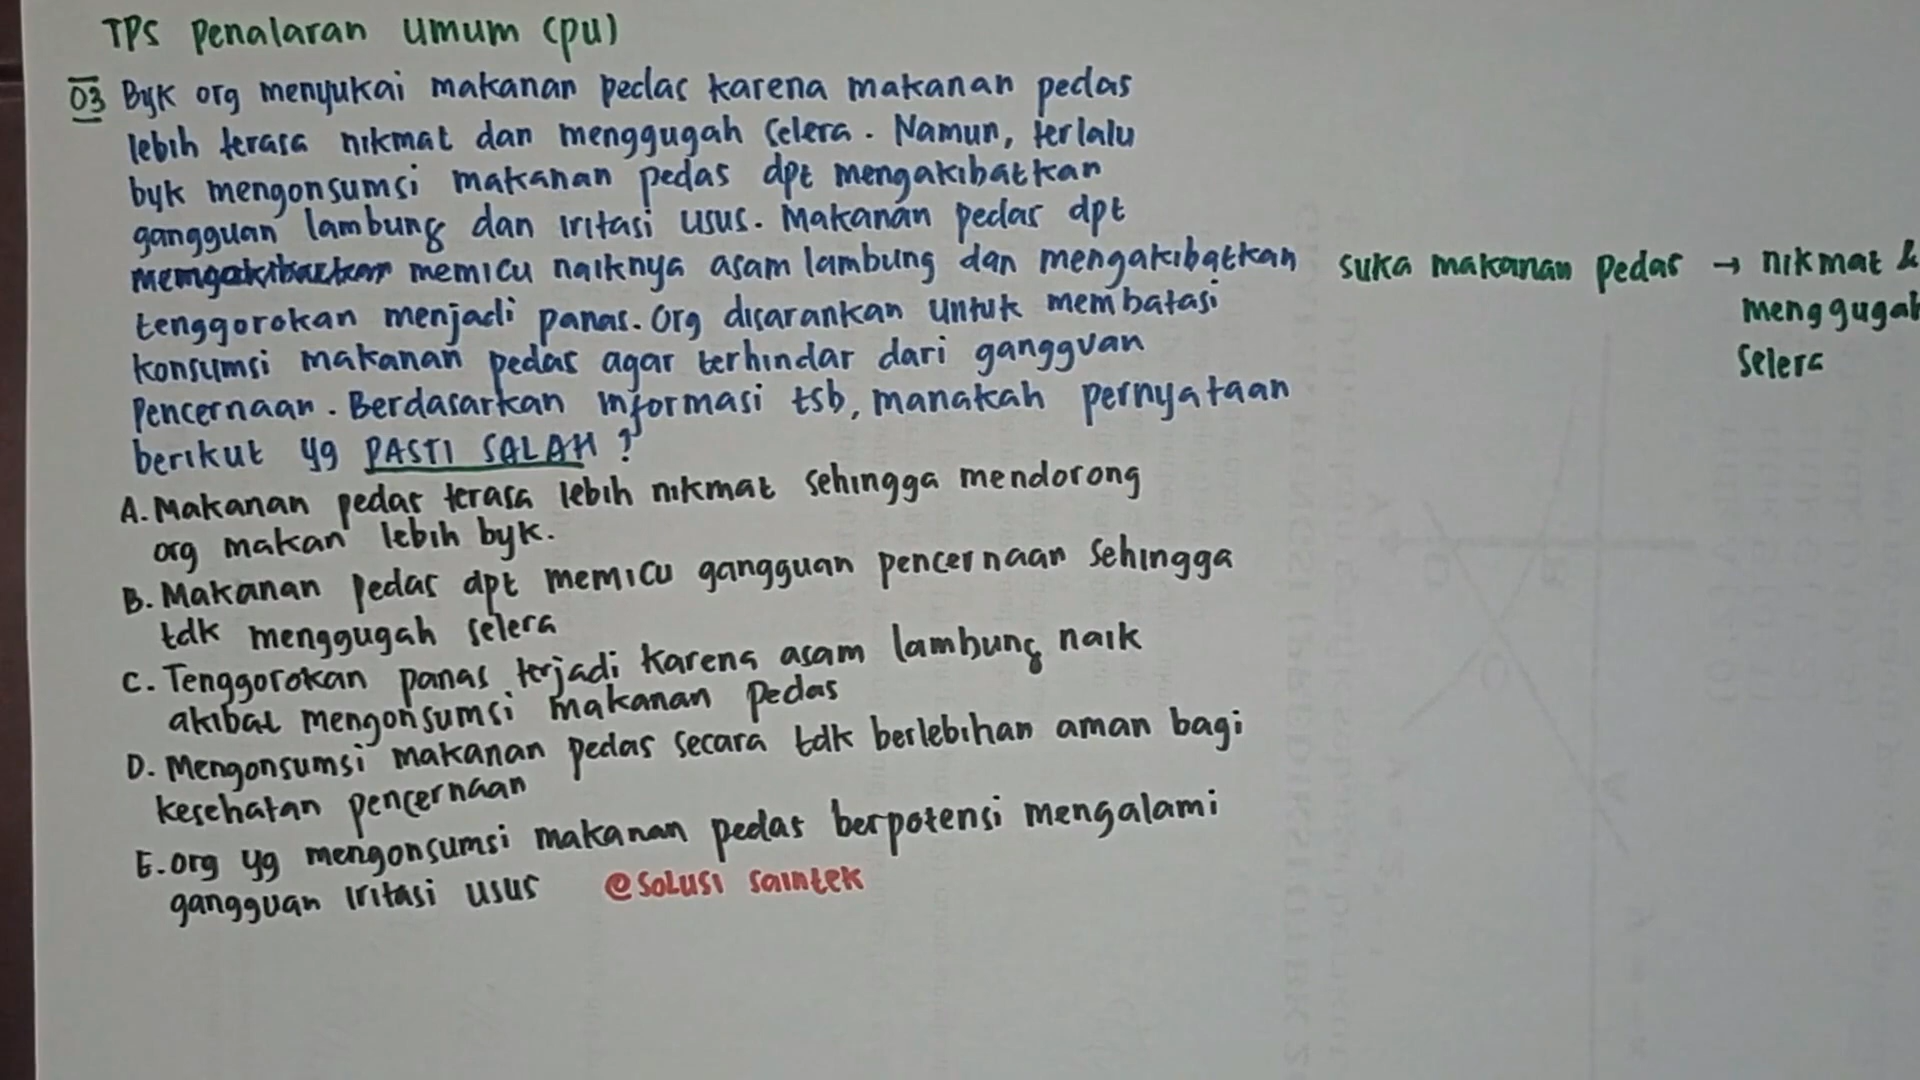 TPS Penalaran Umum (PU)
03 Byk org menyukai makanan pedas karena makanan pedas
lebih terasa nikmat dan menggugah selera. Namun, terlalu
byk mengonsumsi makanan pedas dpt mengakibatkan
gangguan lambung dan iritasi usus. Makanan pedas dpt
memicu naiknya asam lambung dan mengakibatkan
tenggorokan menjadi panas. Org disarankan untuk membatasi
konsumsi makanan pedas agar terhindar dari gangguan
Pencernaan. Berdasarkan informasi tsb, manakah pernyataan
berikut yg PASTI SALAH?
A. Makanan pedas terasa lebih nikmat sehingga mendorong
org makan lebih byk.
B. Makanan pedas dpt memicu gangguan pencernaan sehingga
tdk menggugah selera
C. Tenggorokan panas terjadi karena asam lambung naik
akibat mengonsumsi makanan pedas
D. Mengonsumsi makanan pedas secara tdk berlebihan aman bagi
kesehatan pencernaan
E. org yg mengonsumsi makanan pedas berpotensi mengalami
gangguan iritasi usus @solusi saintek
suka makanan pedas → nikmat &
menggugah
selera